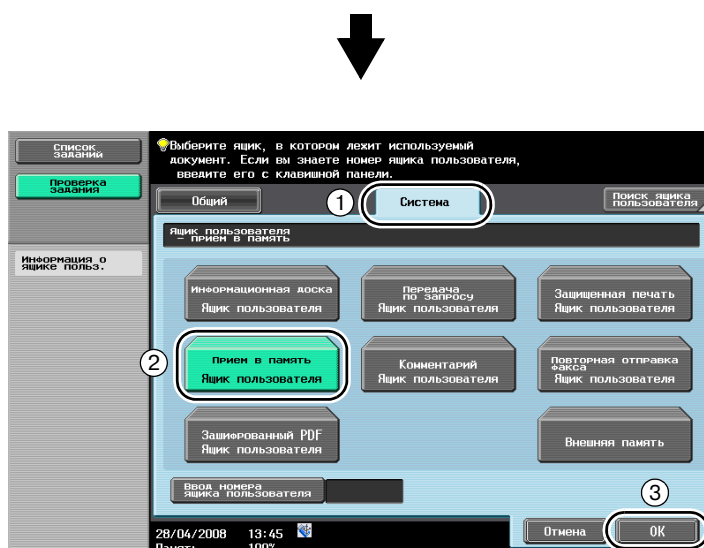 Список
заданий
Проверка
задания
Информация о
ящике польз.
Выберите ящик, в котором лежит используемый
документ. Если вы знаете номер ящика пользователя,
введите его с клавишной панели.
Общий
1
Система
Поиск ящика
пользователя
Ящик пользователя
- прием в память
Информационная доска
Ящик пользователя
Передача
по запросу
Ящик пользователя
Защищенная печать
Ящик пользователя
2
Прием в память
Ящик пользователя
Комментарий
Ящик пользователя
Повторная отправка
факса
Ящик пользователя
Зашифрованный PDF
Ящик пользователя
Внешняя память
Ввод номера
ящика пользователя
3
28/04/2008 13:45
Память 100%
Отмена
OK